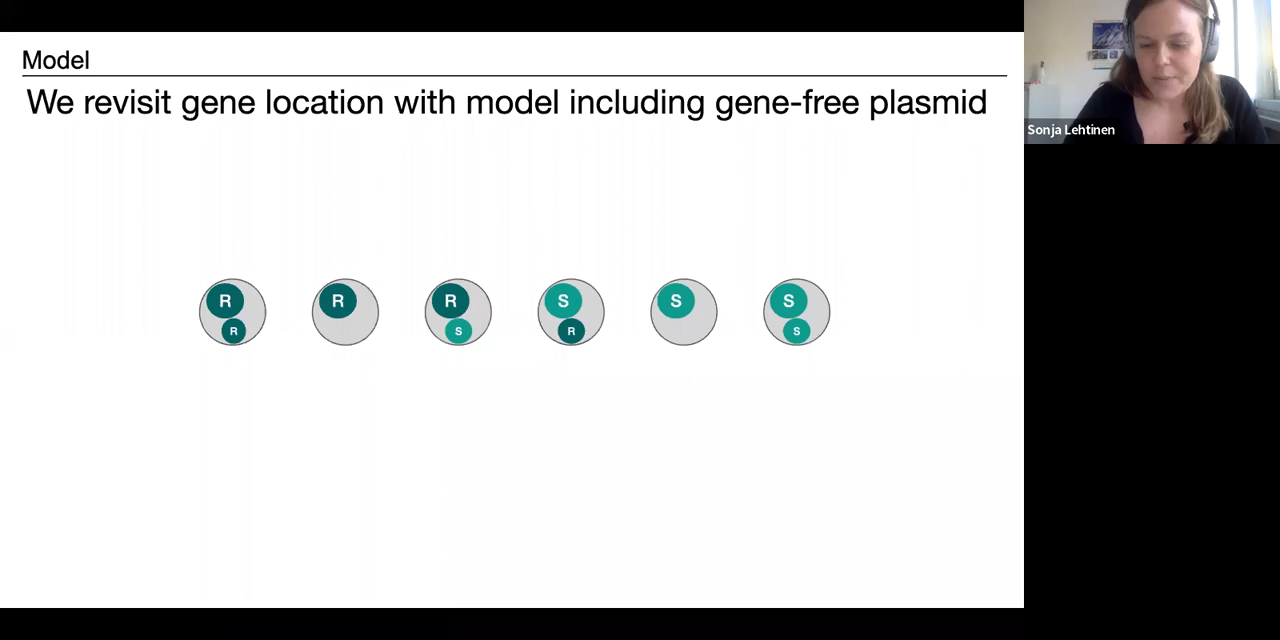 Model
We revisit gene location with model including gene-free plasmid
Sonja Lehtinen
R R R S S S
R S R S